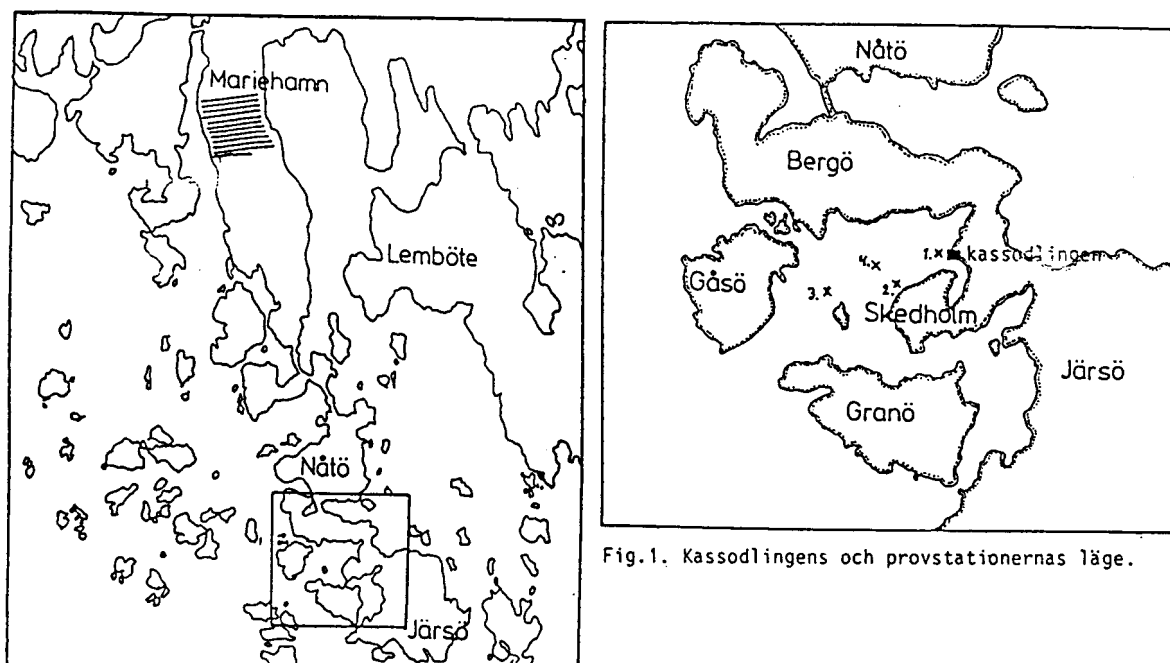 Mariehamn
Lemböte
Nåtö
Järsö
Nåtö
Bergö
1.x kassodlingen
4.x
Gåsö
3.x
2.x
Skedholm
Järsö
Granö
Fig.1. Kassodlingens och provstationernas läge.